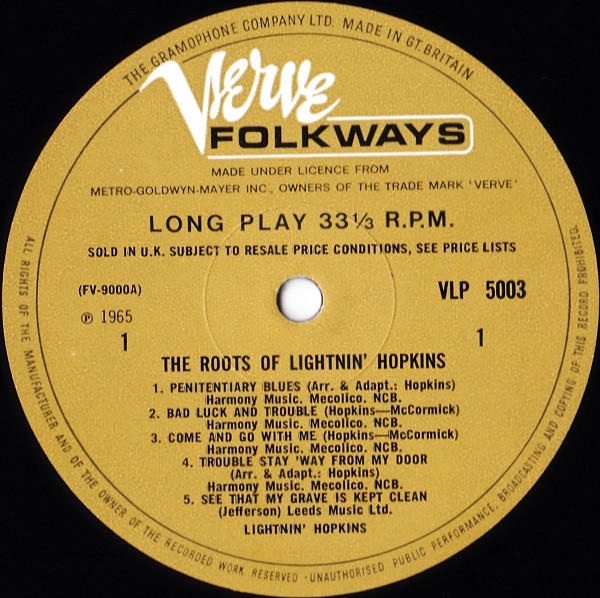 THE GRAMOPHONE COMPANY LTD. MADE IN GT. BRITAIN
Verve
FOLKWAYS
MADE UNDER LICENCE FROM
METRO-GOLDWYN-MAYER INC., OWNERS OF THE TRADE MARK 'VERVE'
LONG PLAY 33⅓ R.P.M.
SOLD IN U.K. SUBJECT TO RESALE PRICE CONDITIONS, SEE PRICE LISTS
(FV-9000A)
VLP 5003
℗ 1965
1
1
THE ROOTS OF LIGHTNIN' HOPKINS
1. PENITENTIARY BLUES (Arr. & Adapt.: Hopkins)
Harmony Music. Mecolico. NCB.
2. BAD LUCK AND TROUBLE (Hopkins—McCormick)
Harmony Music. Mecolico. NCB.
3. COME AND GO WITH ME (Hopkins—McCormick)
Harmony Music. Mecolico. NCB.
4. TROUBLE STAY 'WAY FROM MY DOOR
(Arr. & Adapt.: Hopkins)
Harmony Music. Mecolico. NCB.
5. SEE THAT MY GRAVE IS KEPT CLEAN
(Jefferson) Leeds Music Ltd.
LIGHTNIN' HOPKINS
ALL RIGHTS OF THE MANUFACTURER AND OF THE OWNER OF THE RECORDED WORK RESERVED · UNAUTHORISED PUBLIC PERFORMANCE, BROADCASTING AND COPYING OF THIS RECORD PROHIBITED.